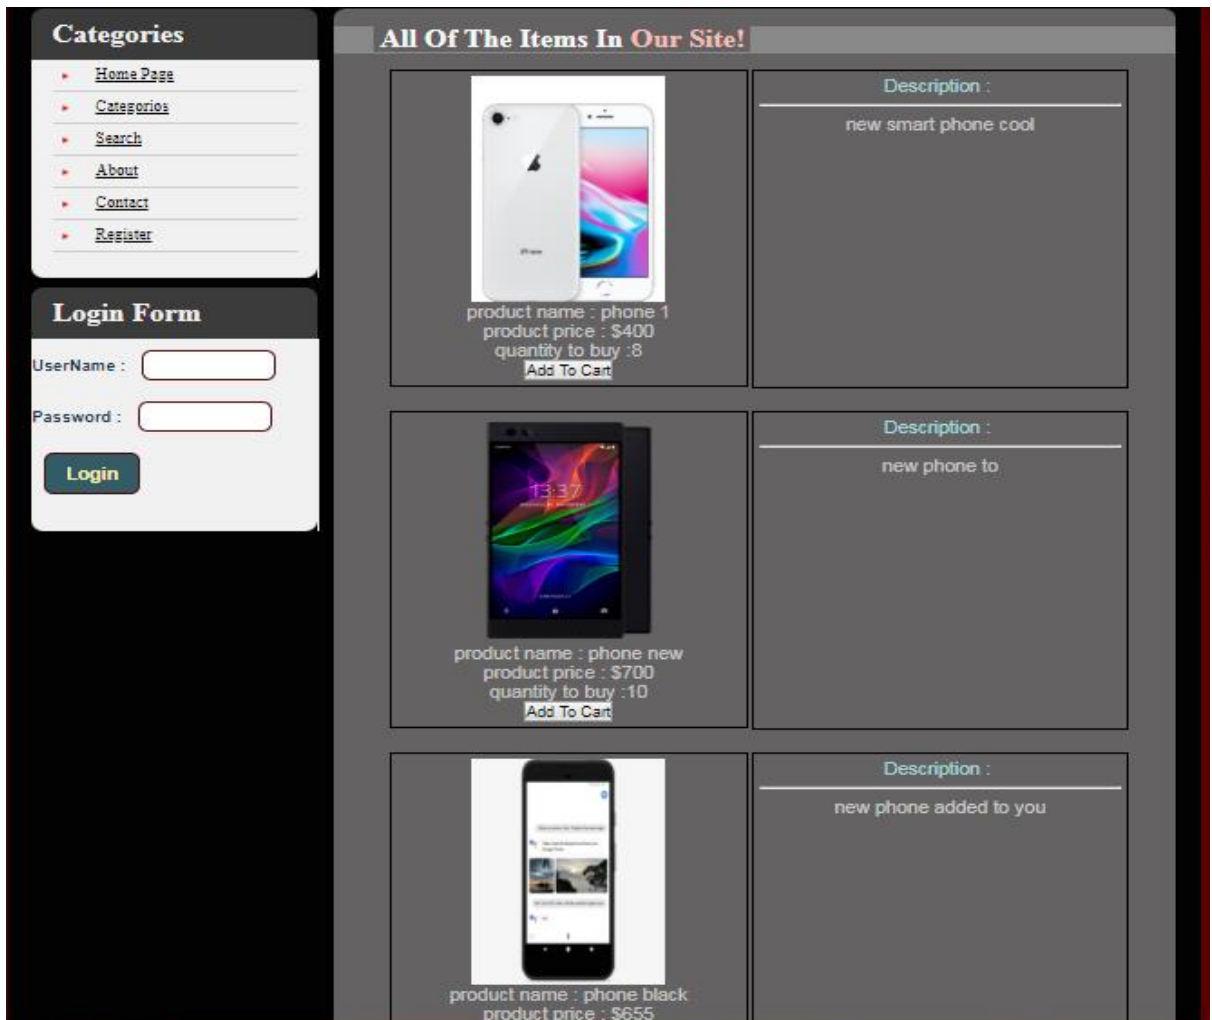 Categories
Home Page
Categorios
Search
About
Contact
Register
Login Form
UserName :
Password :
Login
All Of The Items In Our Site!
product name : phone 1
product price : $400
quantity to buy :8
Add To Cart
Description :
new smart phone cool
13:37
product name : phone new
product price : $700
quantity to buy :10
Add To Cart
Description :
new phone to
product name : phone black
product price : $655
Description :
new phone added to you